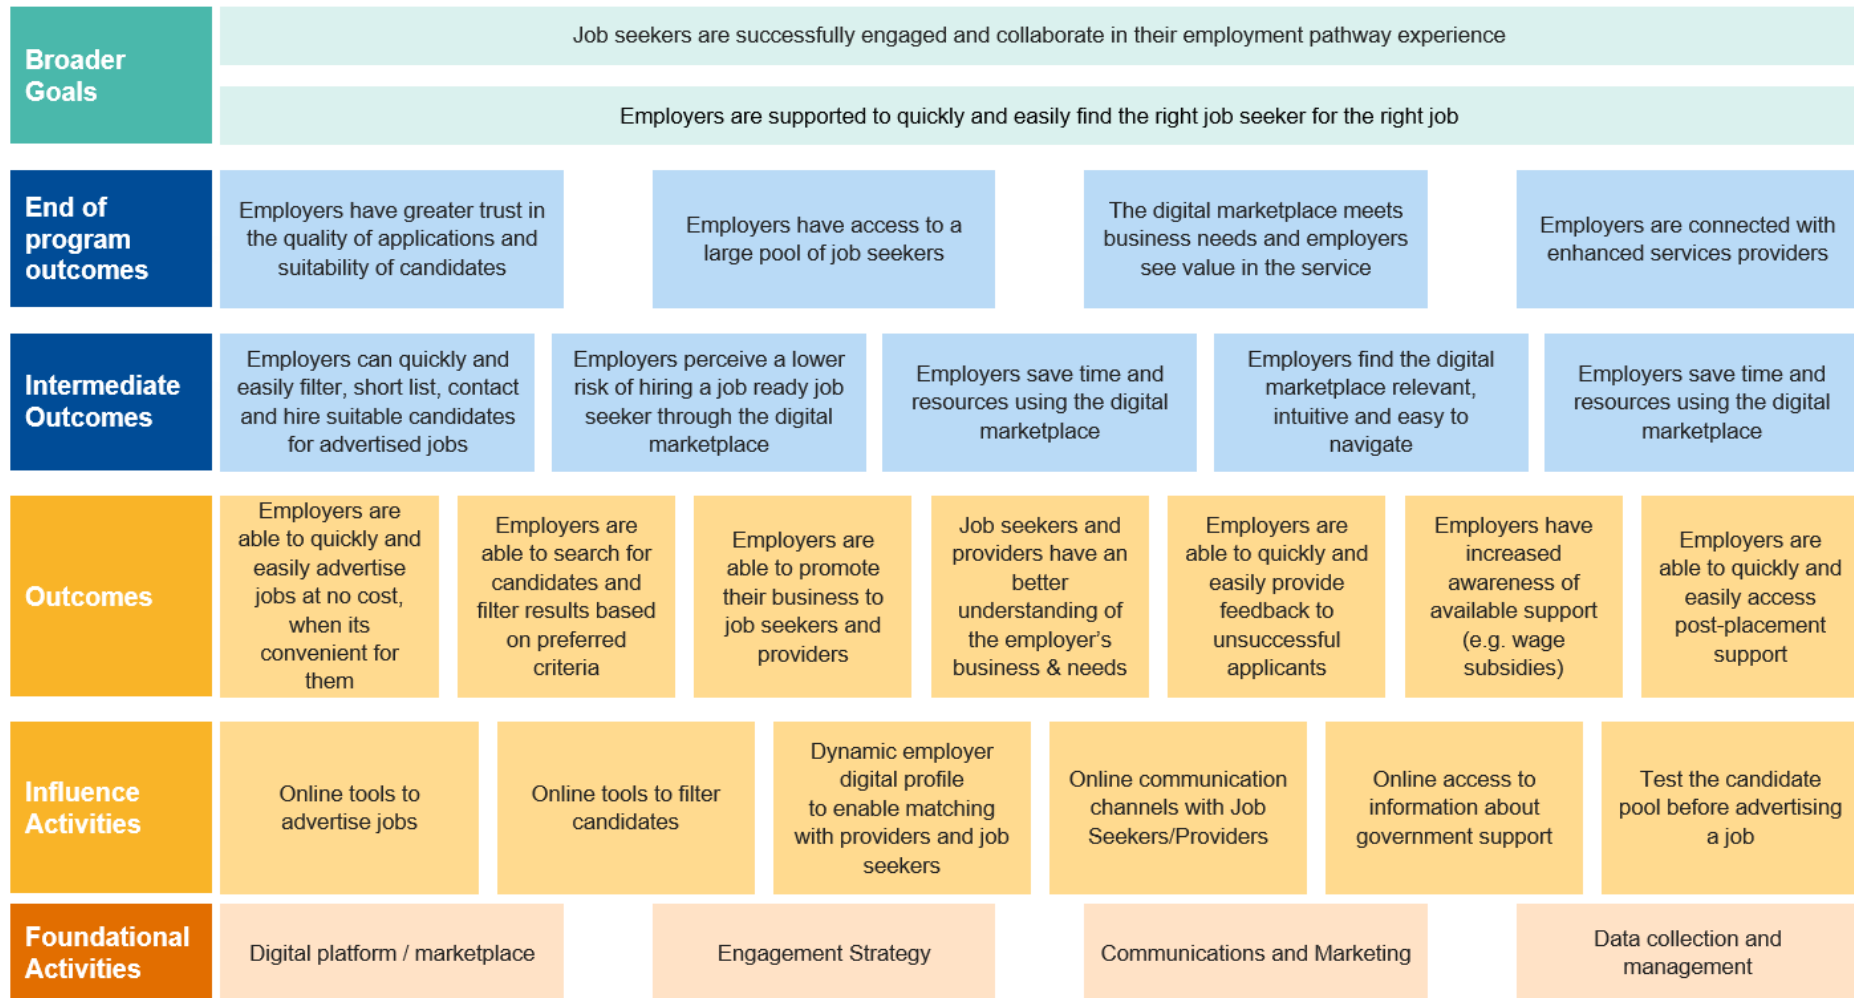 Broader
Goals
Job seekers are successfully engaged and collaborate in their employment pathway experience
Employers are supported to quickly and easily find the right job seeker for the right job
End of
program
outcomes
Employers have greater trust in
the quality of applications and
suitability of candidates
Employers have access to a
large pool of job seekers
The digital marketplace meets
business needs and employers
see value in the service
Employers are connected with
enhanced services providers
Intermediate
Outcomes
Employers can quickly and
easily filter, short list, contact
and hire suitable candidates
for advertised jobs
Employers perceive a lower
risk of hiring a job ready job
seeker through the digital
marketplace
Employers save time and
resources using the digital
marketplace
Employers find the digital
marketplace relevant,
intuitive and easy to
navigate
Employers save time and
resources using the digital
marketplace
Outcomes
Employers are
able to quickly and
easily advertise
jobs at no cost,
when its
convenient for
them
Employers are
able to search for
candidates and
filter results based
on preferred
criteria
Employers are
able to promote
their business to
job seekers and
providers
Job seekers and
providers have an
better
understanding of
the employer’s
business & needs
Employers are
able to quickly and
easily provide
feedback to
unsuccessful
applicants
Employers have
increased
awareness of
available support
(e.g. wage
subsidies)
Employers are
able to quickly and
easily access
post-placement
support
Influence
Activities
Online tools to
advertise jobs
Online tools to filter
candidates
Dynamic employer
digital profile
to enable matching
with providers and job
seekers
Online communication
channels with Job
Seekers/Providers
Online access to
information about
government support
Test the candidate
pool before advertising
a job
Foundational
Activities
Digital platform / marketplace
Engagement Strategy
Communications and Marketing
Data collection and
management